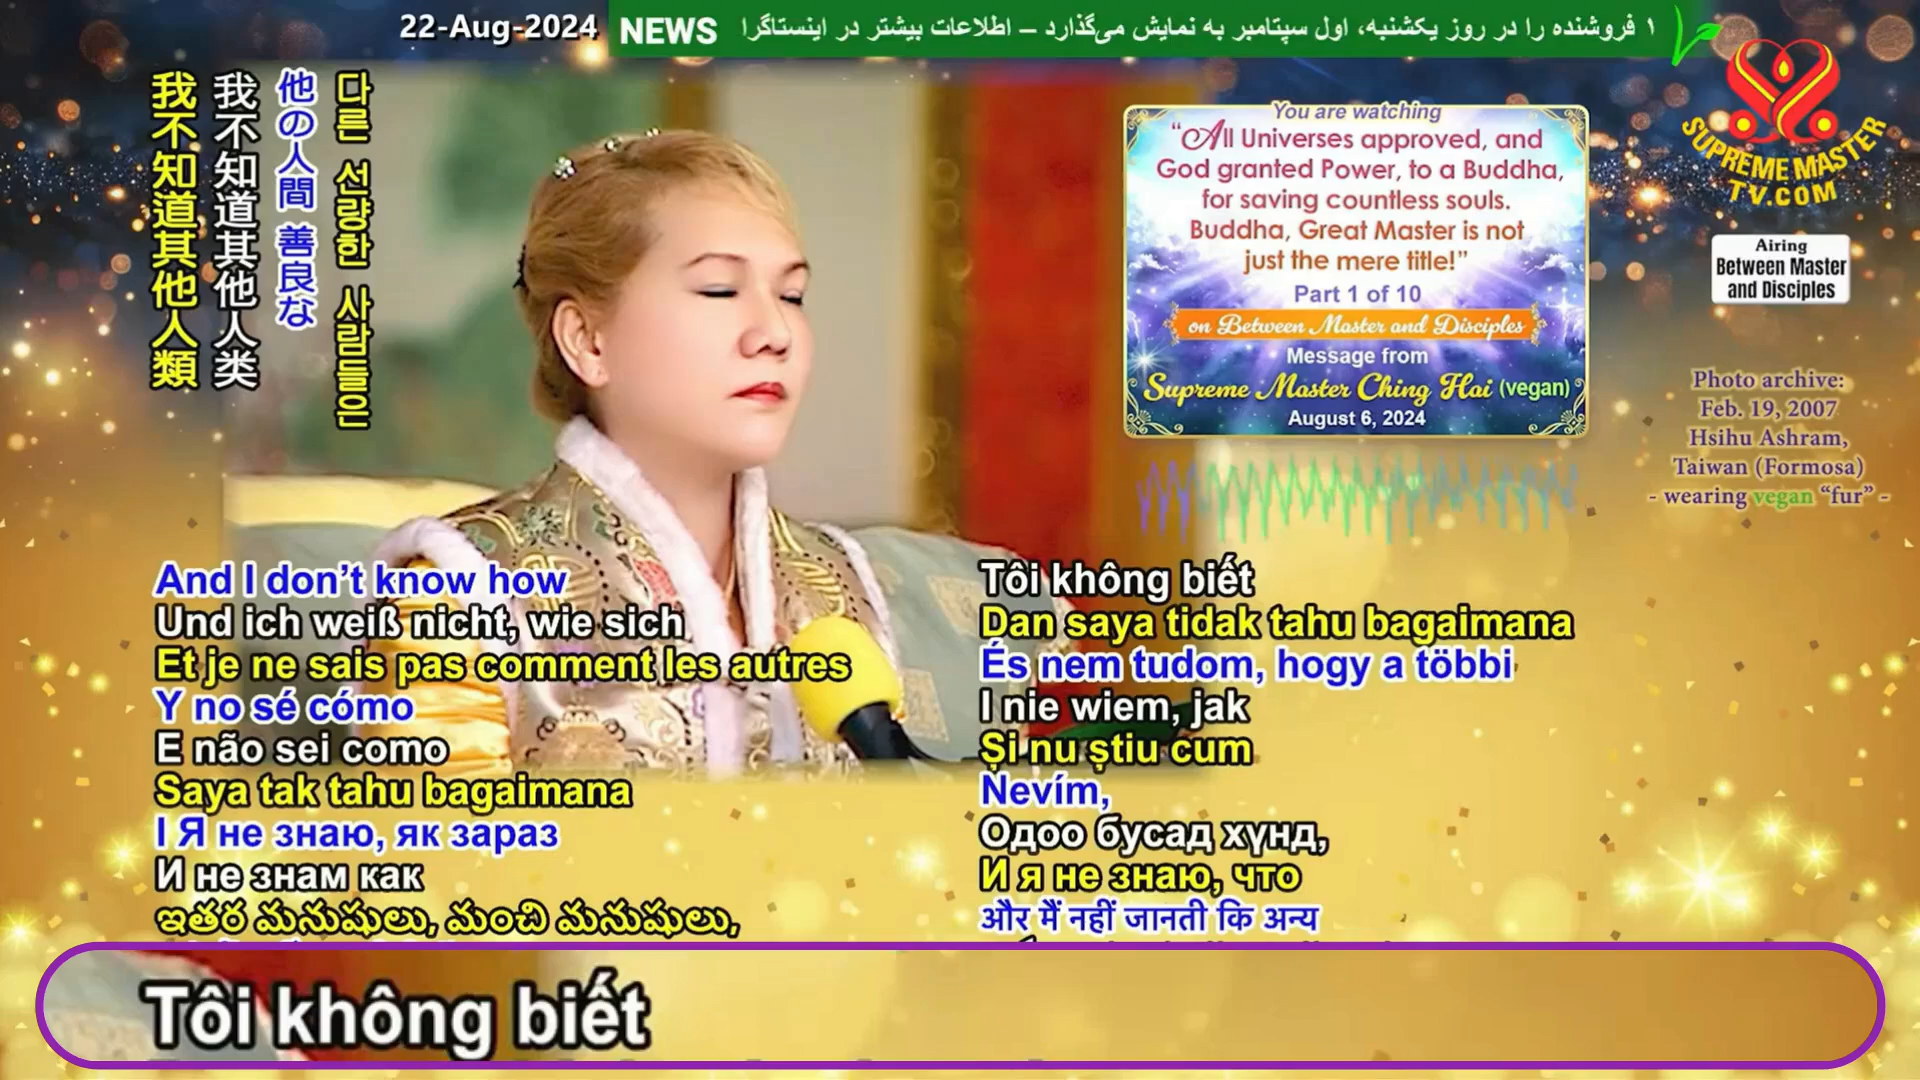 22-Aug-2024
NEWS
۱ فروشنده را در روز یکشنبه، اول سپتامبر به نمایش می‌گذارد – اطلاعات بیشتر در اینستاگرا
SUPREME MASTER
TV.COM
Airing
Between Master
and Disciples
Photo archive:
Feb. 19, 2007
Hsihu Ashram,
Taiwan (Formosa)
- wearing vegan “fur” -
You are watching
“All Universes approved, and
God granted Power, to a Buddha,
for saving countless souls.
Buddha, Great Master is not
just the mere title!”
Part 1 of 10
on Between Master and Disciples
Message from
Supreme Master Ching Hai (vegan)
August 6, 2024
다른 선량한 사람들은
他の人間 善良な
我不知道其他人类
我不知道其他人類
And I don’t know how
Und ich weiß nicht, wie sich
Et je ne sais pas comment les autres
Y no sé cómo
E não sei como
Saya tak tahu bagaimana
І Я не знаю, як зараз
И не знам как
ఇతర మనుషులు, మంచి మనుషులు,
Tôi không biết
Dan saya tidak tahu bagaimana
És nem tudom, hogy a többi
I nie wiem, jak
Și nu știu cum
Nevím,
Одоо бусад хүнд,
И я не знаю, что
और मैं नहीं जानती कि अन्य
Tôi không biết